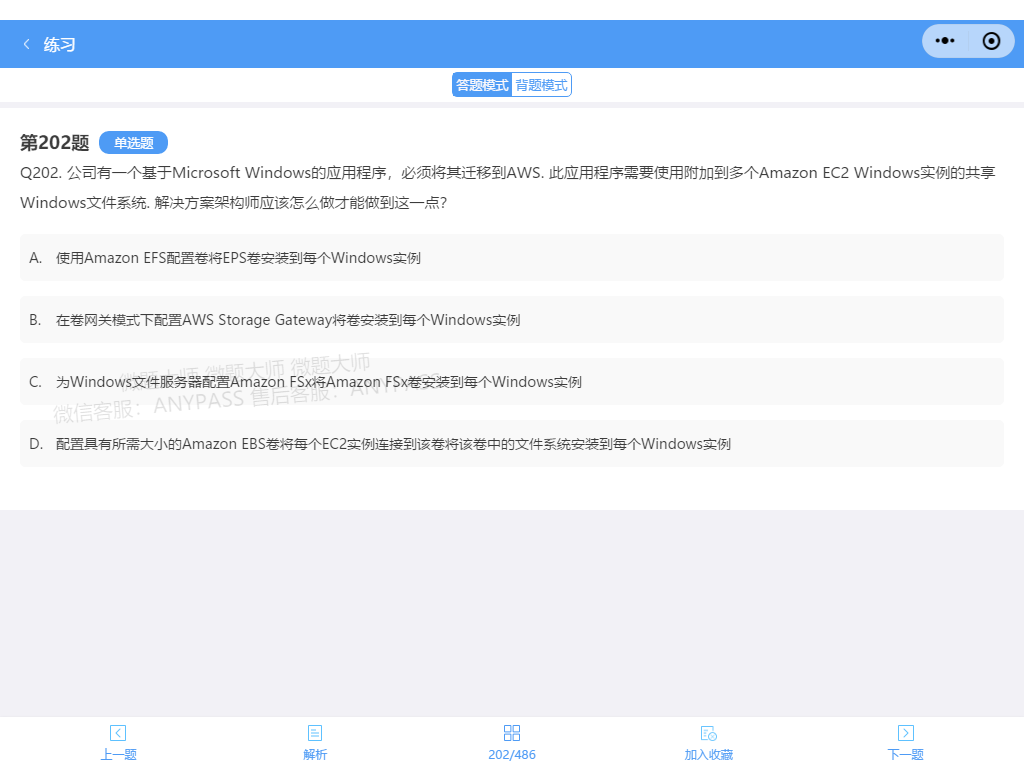 练习
答题模式 背题模式
第202题 单选题
Q202. 公司有一个基于Microsoft Windows的应用程序，必须将其迁移到AWS. 此应用程序需要使用附加到多个Amazon EC2 Windows实例的共享
Windows文件系统. 解决方案架构师应该怎么做才能做到这一点?
A. 使用Amazon EFS配置卷将EPS卷安装到每个Windows实例
B. 在卷网关模式下配置AWS Storage Gateway将卷安装到每个Windows实例
微题大师 微题大师 微题大师
C. 为Windows文件服务器配置Amazon FSx将Amazon FSx卷安装到每个Windows实例
微信客服：ANYPASS 售后客服：ANYPASS
D. 配置具有所需大小的Amazon EBS卷将每个EC2实例连接到该卷将该卷中的文件系统安装到每个Windows实例
上一题 解析 202/486 加入收藏 下一题